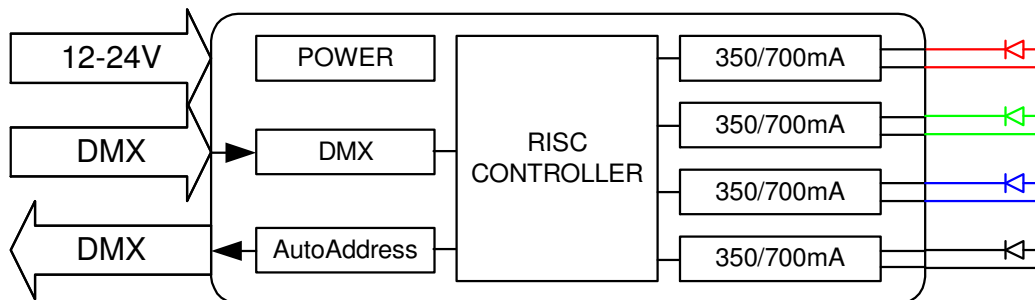 12-24V
POWER
350/700mA
350/700mA
DMX
DMX
RISC
CONTROLLER
350/700mA
DMX
AutoAddress
350/700mA